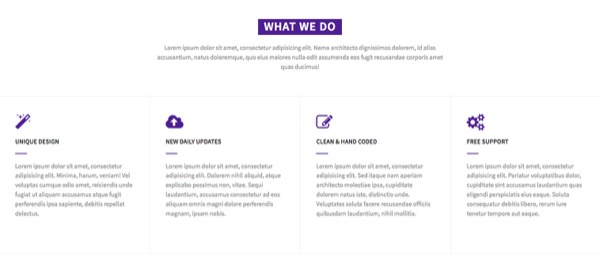 WHAT WE DO
Lorem ipsum dolor sit amet, consectetur adipisicing elit. Nemo architecto dignissimos dolorem, id alias
accusantium, natus doloremque, quo eius maiores nulla odit assumenda eos fugit recusandae corporis amet
quas ducimus!
UNIQUE DESIGN
Lorem ipsum dolor sit amet, consectetur
adipisicing elit. Minima, harum, veniam! Vel
voluptas cumque odio amet, reiciendis unde
fugiat ut aliquam accusamus atque fugit
perferendis ipsa sapiente, debitis repellat
delectus.
NEW DAILY UPDATES
Lorem ipsum dolor sit amet, consectetur
adipisicing elit. Dolorem nihil aliquid, atque
explicabo possimus non, vitae? Sequi
laudantium, accusamus consectetur ad eos
aliquam omnis magni dolore tempora
magnam, ipsam nobis.
CLEAN & HAND CODED
Lorem ipsum dolor sit amet, consectetur
adipisicing elit. Ratione optio nam aperiam
architecto molestiae ipsa, cupiditate
dolorum totam iusto, unde debitis.
Voluptates soluta facere recusandae officiis
quibusdam laudantium, nihil mollitia.
FREE SUPPORT
Lorem ipsum dolor sit amet, consectetur
adipisicing elit. Pariatur voluptatibus dolor,
cupiditate sint accusamus laudantium quas
eligendi perferendis eius eaque. Soluta
consequatur debitis libero, rerum iure
tenetur tempore aut eaque.